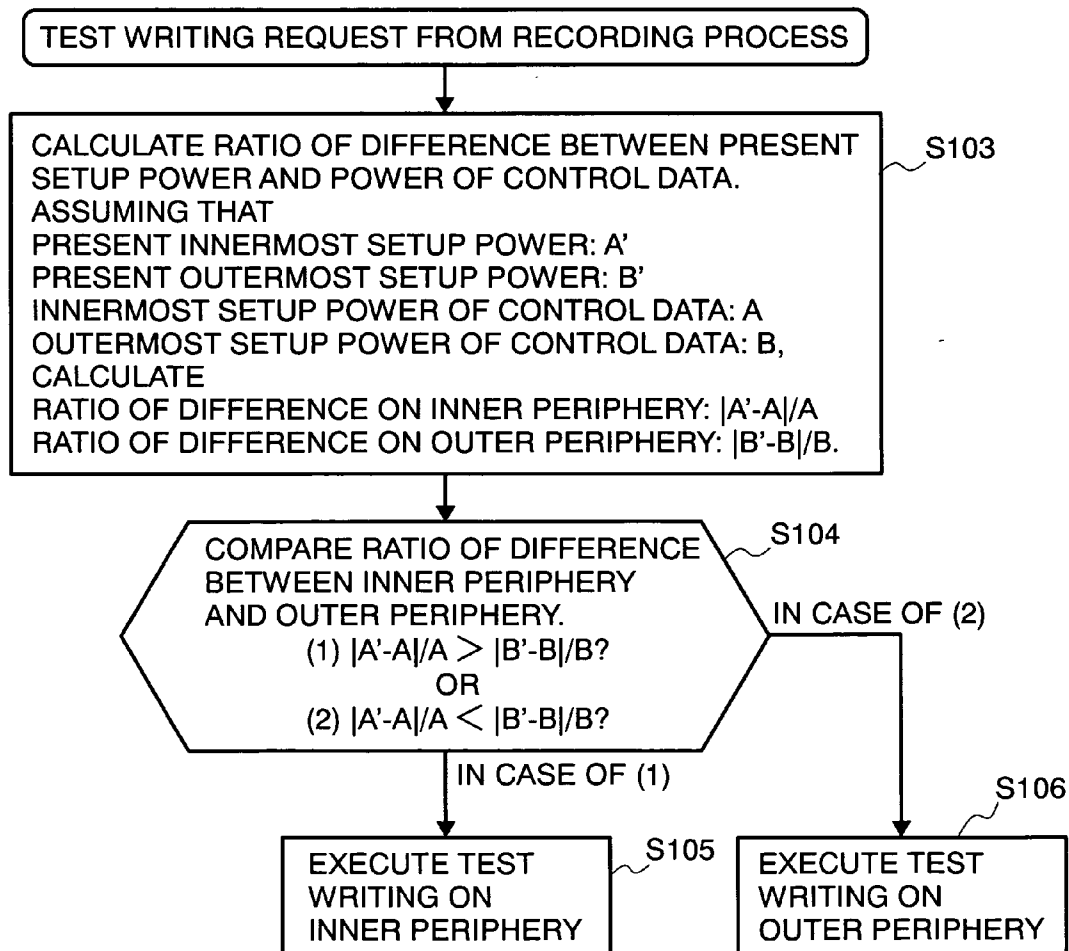 TEST WRITING REQUEST FROM RECORDING PROCESS
CALCULATE RATIO OF DIFFERENCE BETWEEN PRESENT
SETUP POWER AND POWER OF CONTROL DATA.
ASSUMING THAT
PRESENT INNERMOST SETUP POWER: A'
PRESENT OUTERMOST SETUP POWER: B'
INNERMOST SETUP POWER OF CONTROL DATA: A
OUTERMOST SETUP POWER OF CONTROL DATA: B,
CALCULATE
RATIO OF DIFFERENCE ON INNER PERIPHERY: |A'-A|/A
RATIO OF DIFFERENCE ON OUTER PERIPHERY: |B'-B|/B.
S103
COMPARE RATIO OF DIFFERENCE
BETWEEN INNER PERIPHERY
AND OUTER PERIPHERY.
(1) |A'-A|/A > |B'-B|/B?
OR
(2) |A'-A|/A < |B'-B|/B?
S104
IN CASE OF (2)
IN CASE OF (1)
EXECUTE TEST
WRITING ON
INNER PERIPHERY
S105
EXECUTE TEST
WRITING ON
OUTER PERIPHERY
S106